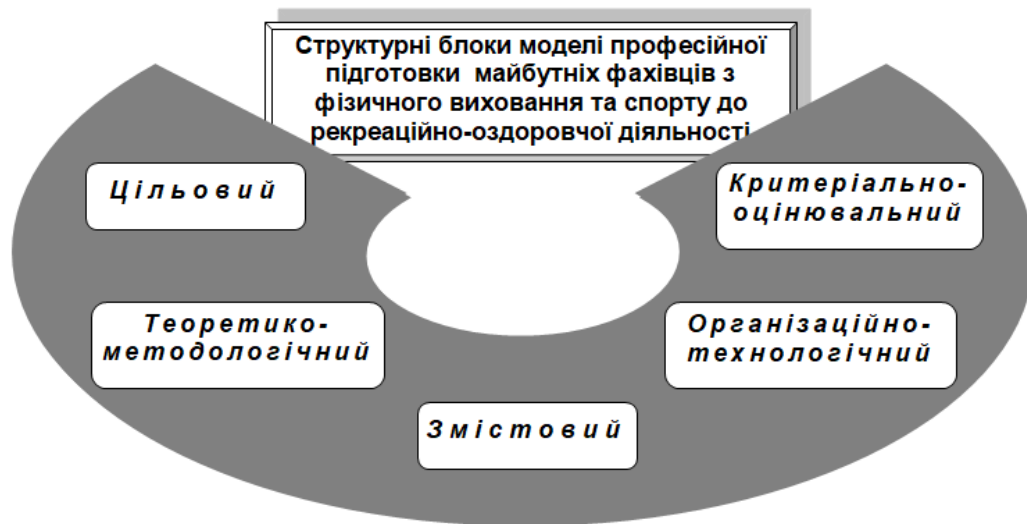 Структурні блоки моделі професійної
підготовки майбутніх фахівців з
фізичного виховання та спорту до
рекреаційно-оздоровчої діяльності
Цільовий
Теоретико-
методологічний
Змістовий
Організаційно-
технологічний
Критеріально-
оцінювальний